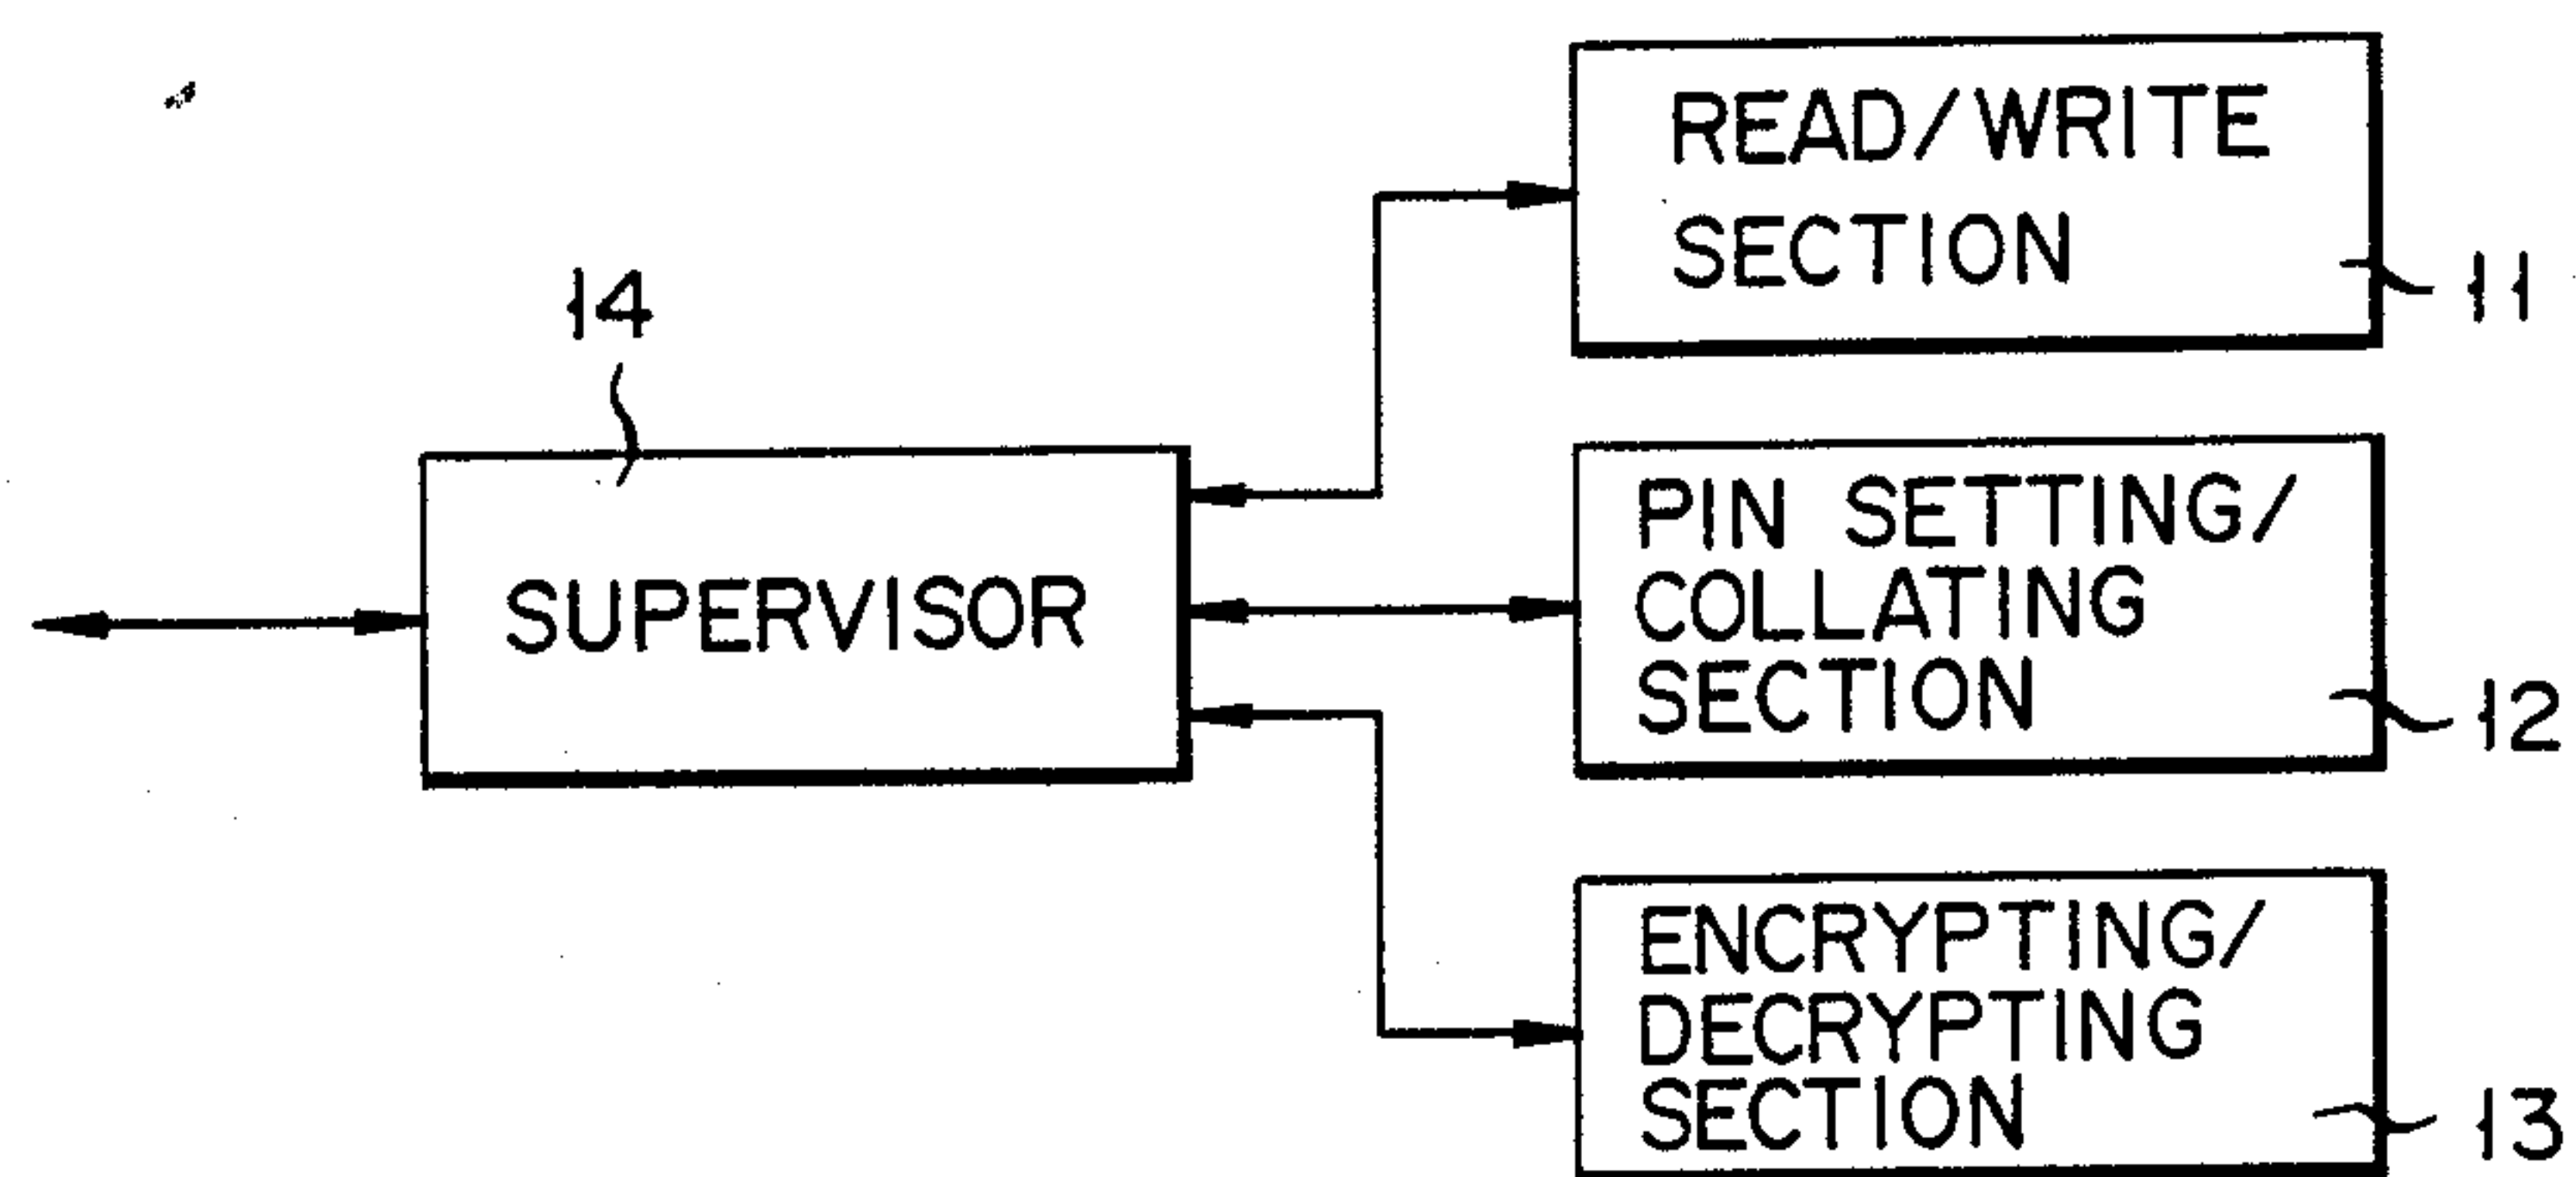 READ/WRITE
SECTION
11
14
SUPERVISOR
PIN SETTING/
COLLATING
SECTION
12
ENCRYPTING/
DECRYPTING
SECTION
13